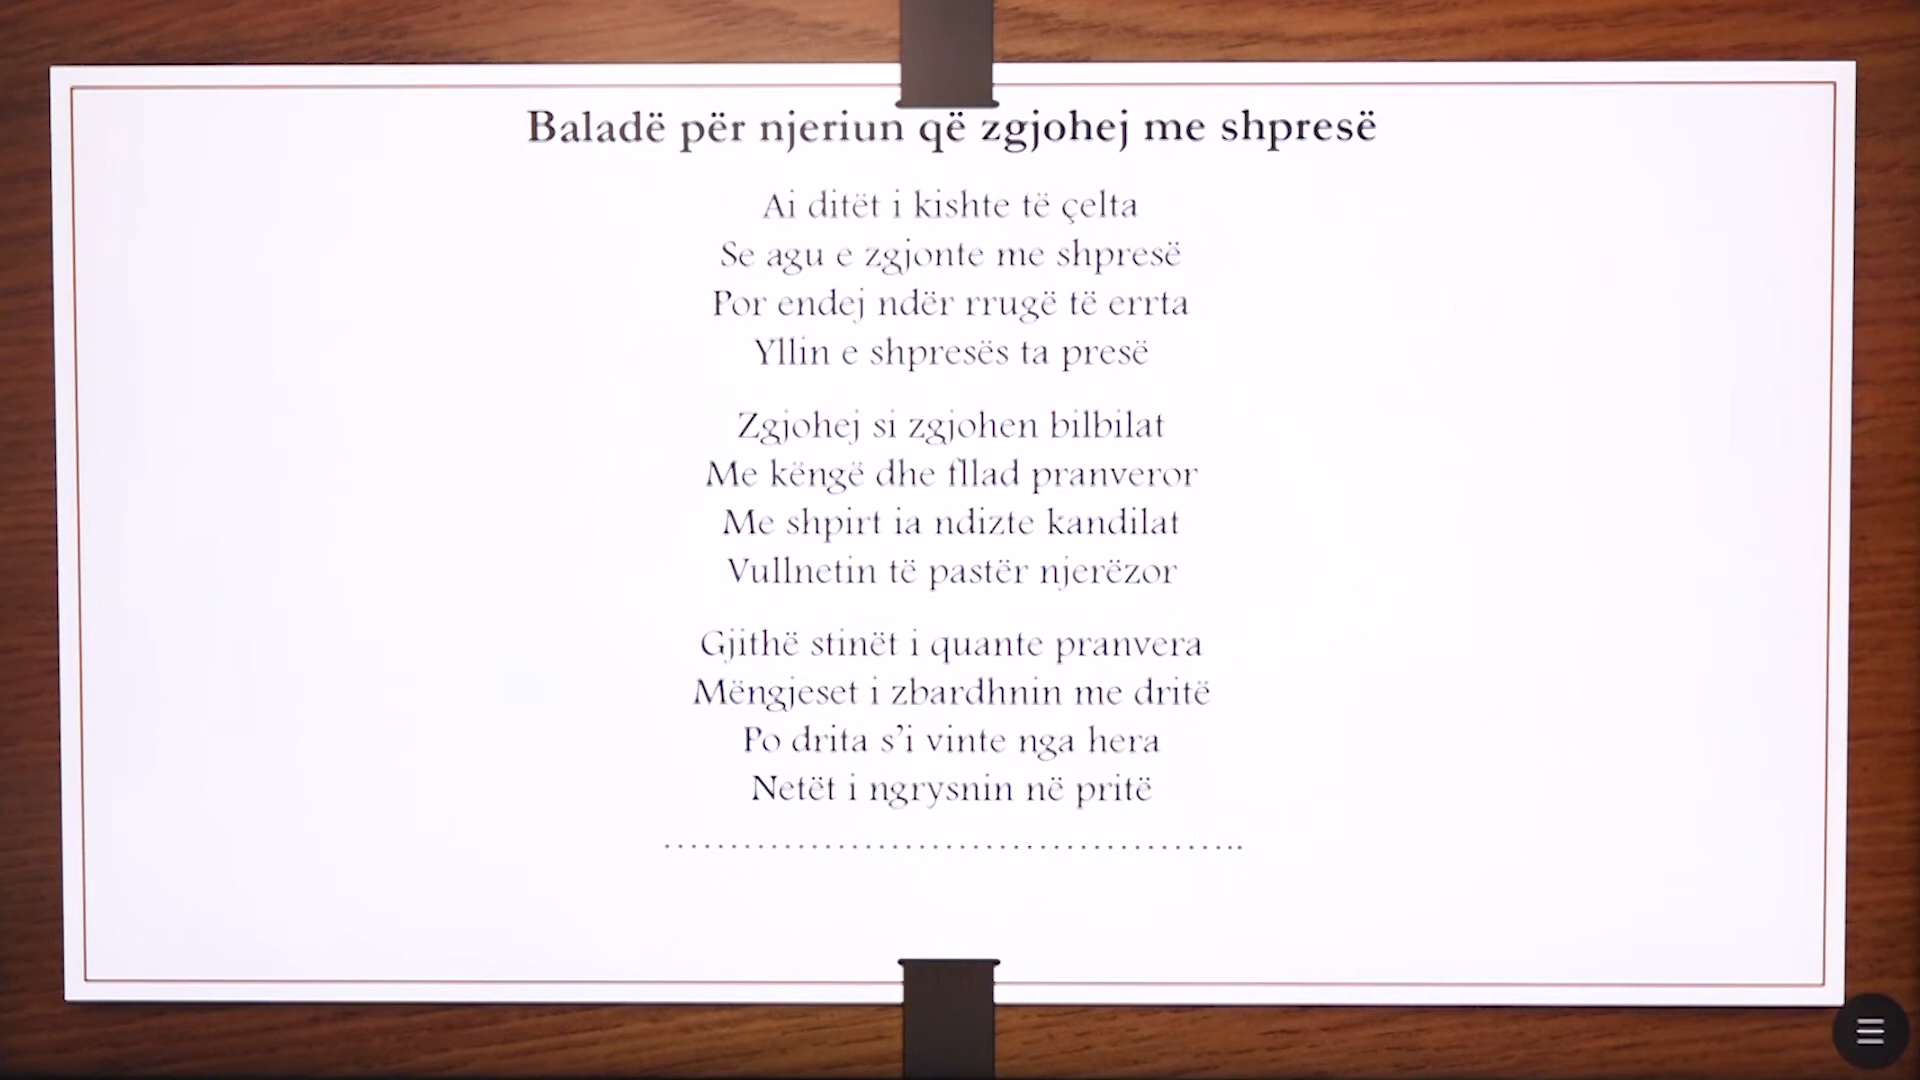 Baladë për njeriun që zgjohej me shpresë
Ai ditët i kishte të çelta
Se agu e zgjonte me shpresë
Por endej ndër rrugë të errta
Yllin e shpresës ta presë
Zgjohej si zgjohen bilbilat
Me këngë dhe fllad pranveror
Me shpirt ia ndizte kandilat
Vullnetin të pastër njerëzor
Gjithë stinët i quante pranvera
Mëngjeset i zbardhnin me dritë
Po drita s’i vinte nga hera
Netët i ngrysnin në pritë
…………………………………….